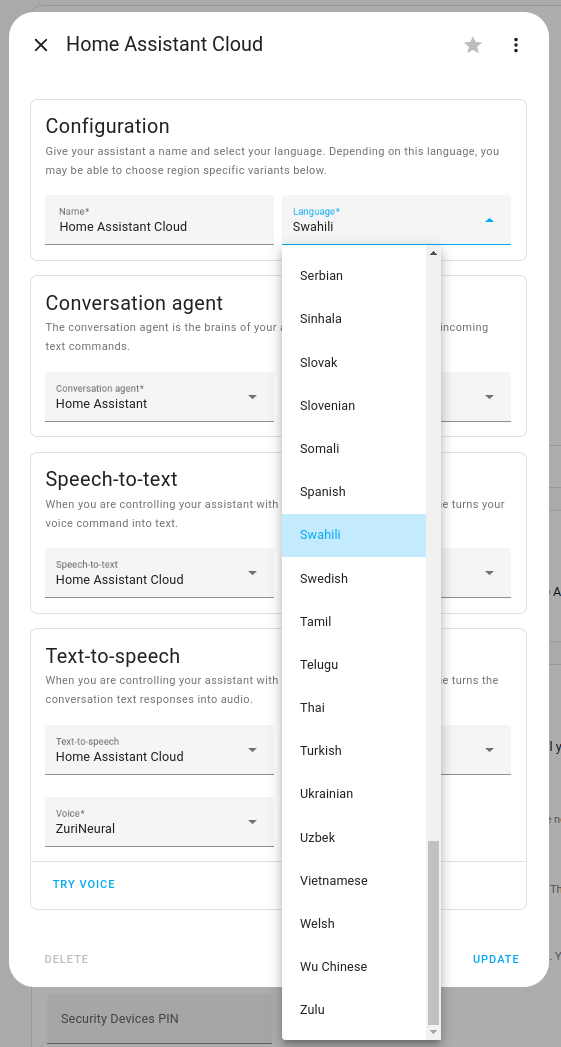 Home Assistant Cloud
Configuration
Give your assistant a name and select your language. Depending on this language, you
may be able to choose region specific variants below.
Name*
Home Assistant Cloud
Language*
Swahili
Serbian
Sinhala
Slovak
Slovenian
Somali
Spanish
Swahili
Swedish
Tamil
Telugu
Thai
Turkish
Ukrainian
Uzbek
Vietnamese
Welsh
Wu Chinese
Zulu
Conversation agent
The conversation agent is the brains of your incoming
text commands.
Conversation agent*
Home Assistant
Speech-to-text
When you are controlling your assistant with turns your
voice command into text.
Speech-to-text
Home Assistant Cloud
Text-to-speech
When you are controlling your assistant with turns the
conversation text responses into audio.
Text-to-speech
Home Assistant Cloud
Voice*
ZuriNeural
TRY VOICE
DELETE
UPDATE
Security Devices PIN